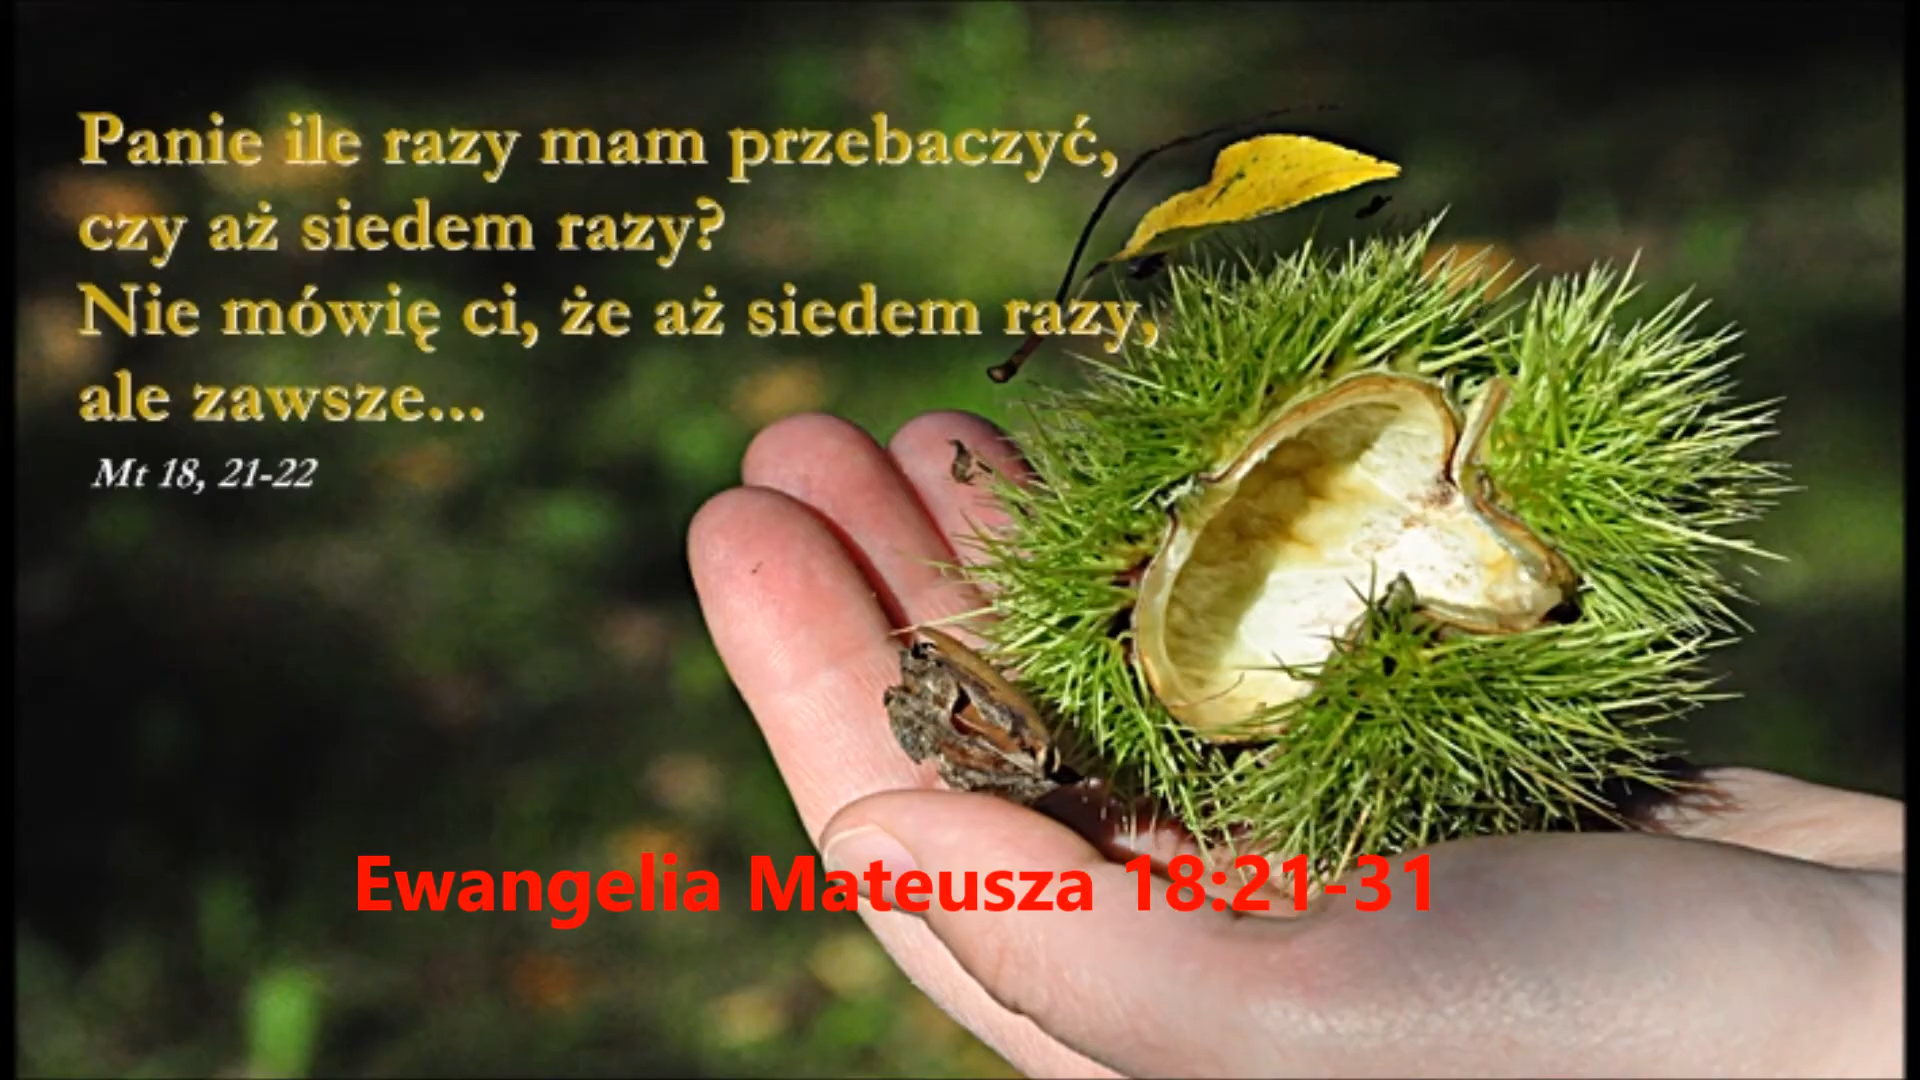 Panie ile razy mam przebaczyć,
czy aż siedem razy?
Nie mówię ci, że aż siedem razy,
ale zawsze...
Mt 18, 21-22
Ewangelia Mateusza 18:21-31